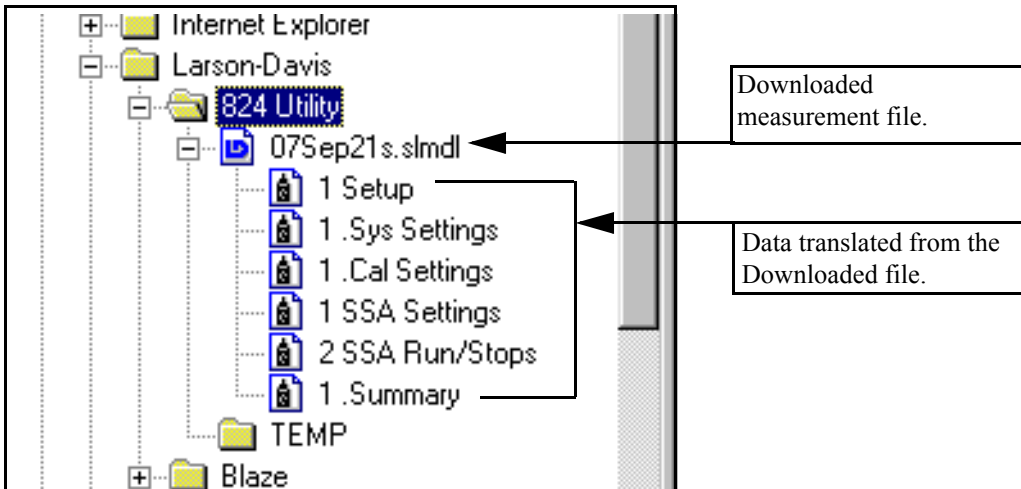 Internet Explorer
Larson-Davis
824 Utility
07Sep21s.slmdl
1 Setup
1 .Sys Settings
1 .Cal Settings
1 SSA Settings
2 SSA Run/Stops
1 .Summary
TEMP
Blaze
Downloaded
measurement file.
Data translated from the
Downloaded file.